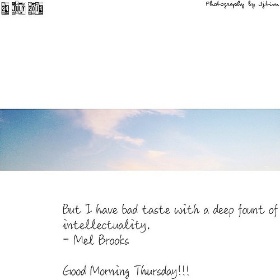 24 JULY 2014
Photography by Jjhim
But I have bad taste with a deep fount of
intellectuality.
- Mel Brooks
Good Morning Thursday!!!